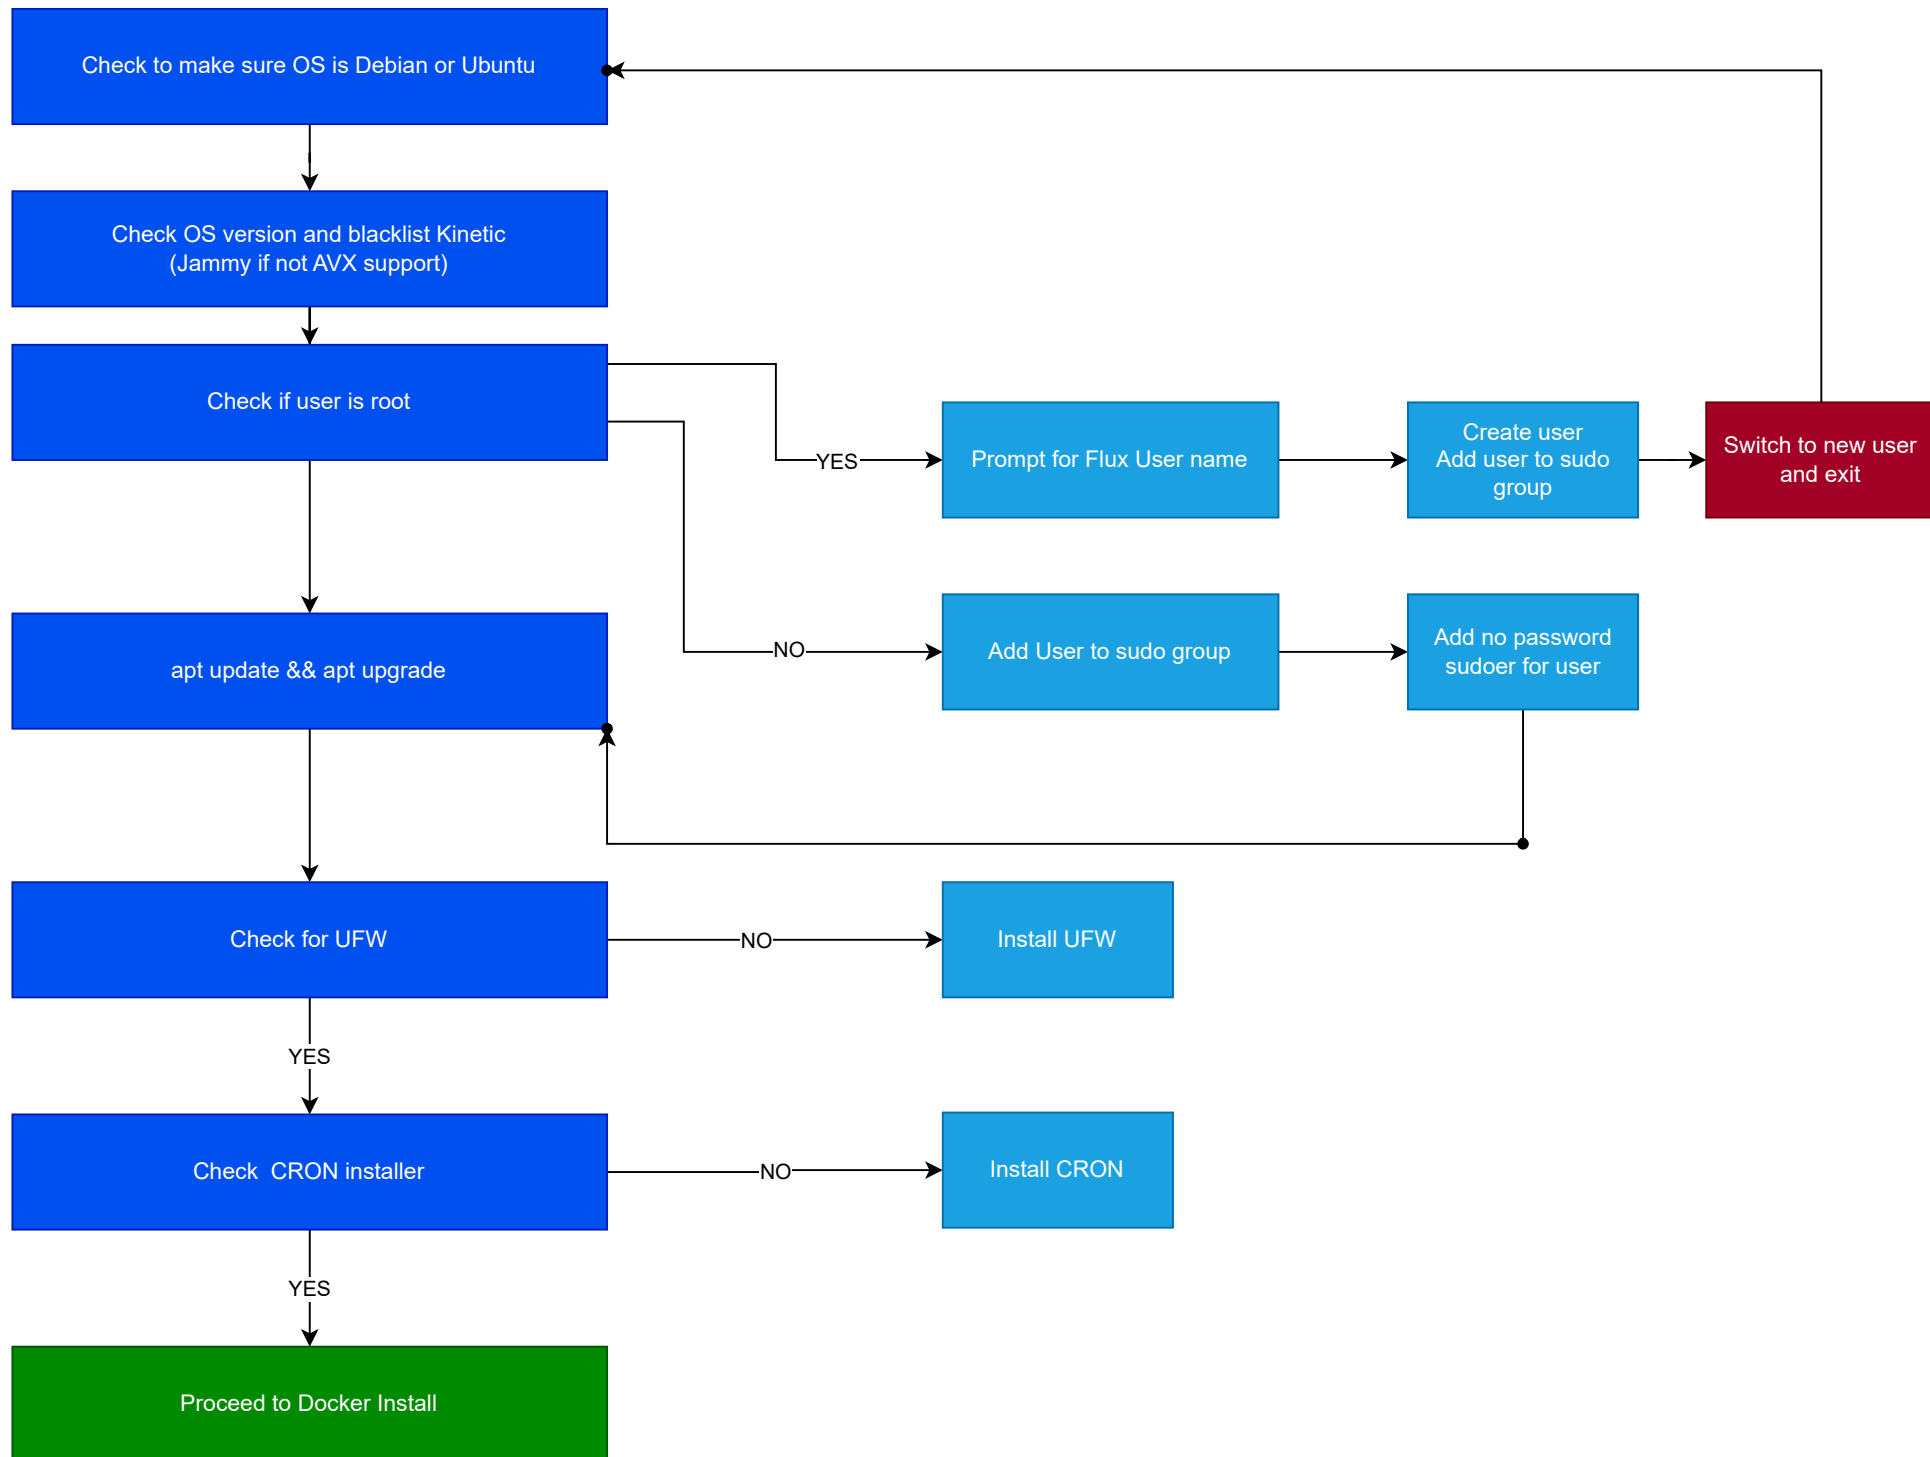 Check to make sure OS is Debian or Ubuntu
Check OS version and blacklist Kinetic
(Jammy if not AVX support)
Check if user is root
YES
Prompt for Flux User name
Create user
Add user to sudo
group
Switch to new user
and exit
NO
Add User to sudo group
Add no password
sudoer for user
apt update && apt upgrade
Check for UFW
NO
Install UFW
YES
Check  CRON installer
NO
Install CRON
YES
Proceed to Docker Install